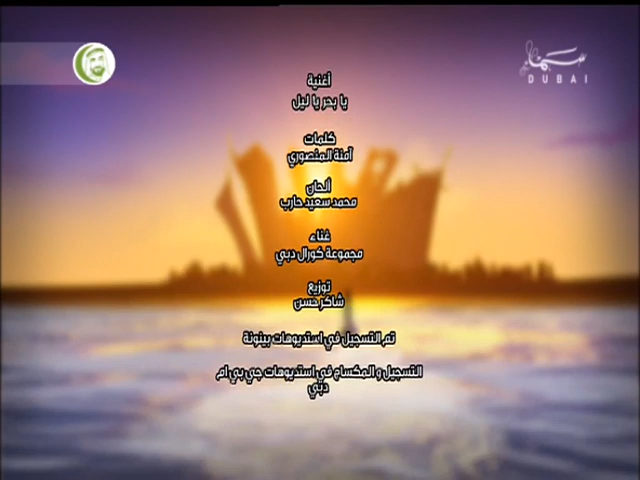 سما
DUBAI
أغنية
يا بحر يا ليل
كلمات
آمنة المنصوري
ألحان
محمد سعيد حارب
غناء
مجموعة كورال دبي
توزيع
شاكر حسن
تم التسجيل في استديوهات بينونة
التسجيل و المكساج في استديوهات جي بي ام
دبي